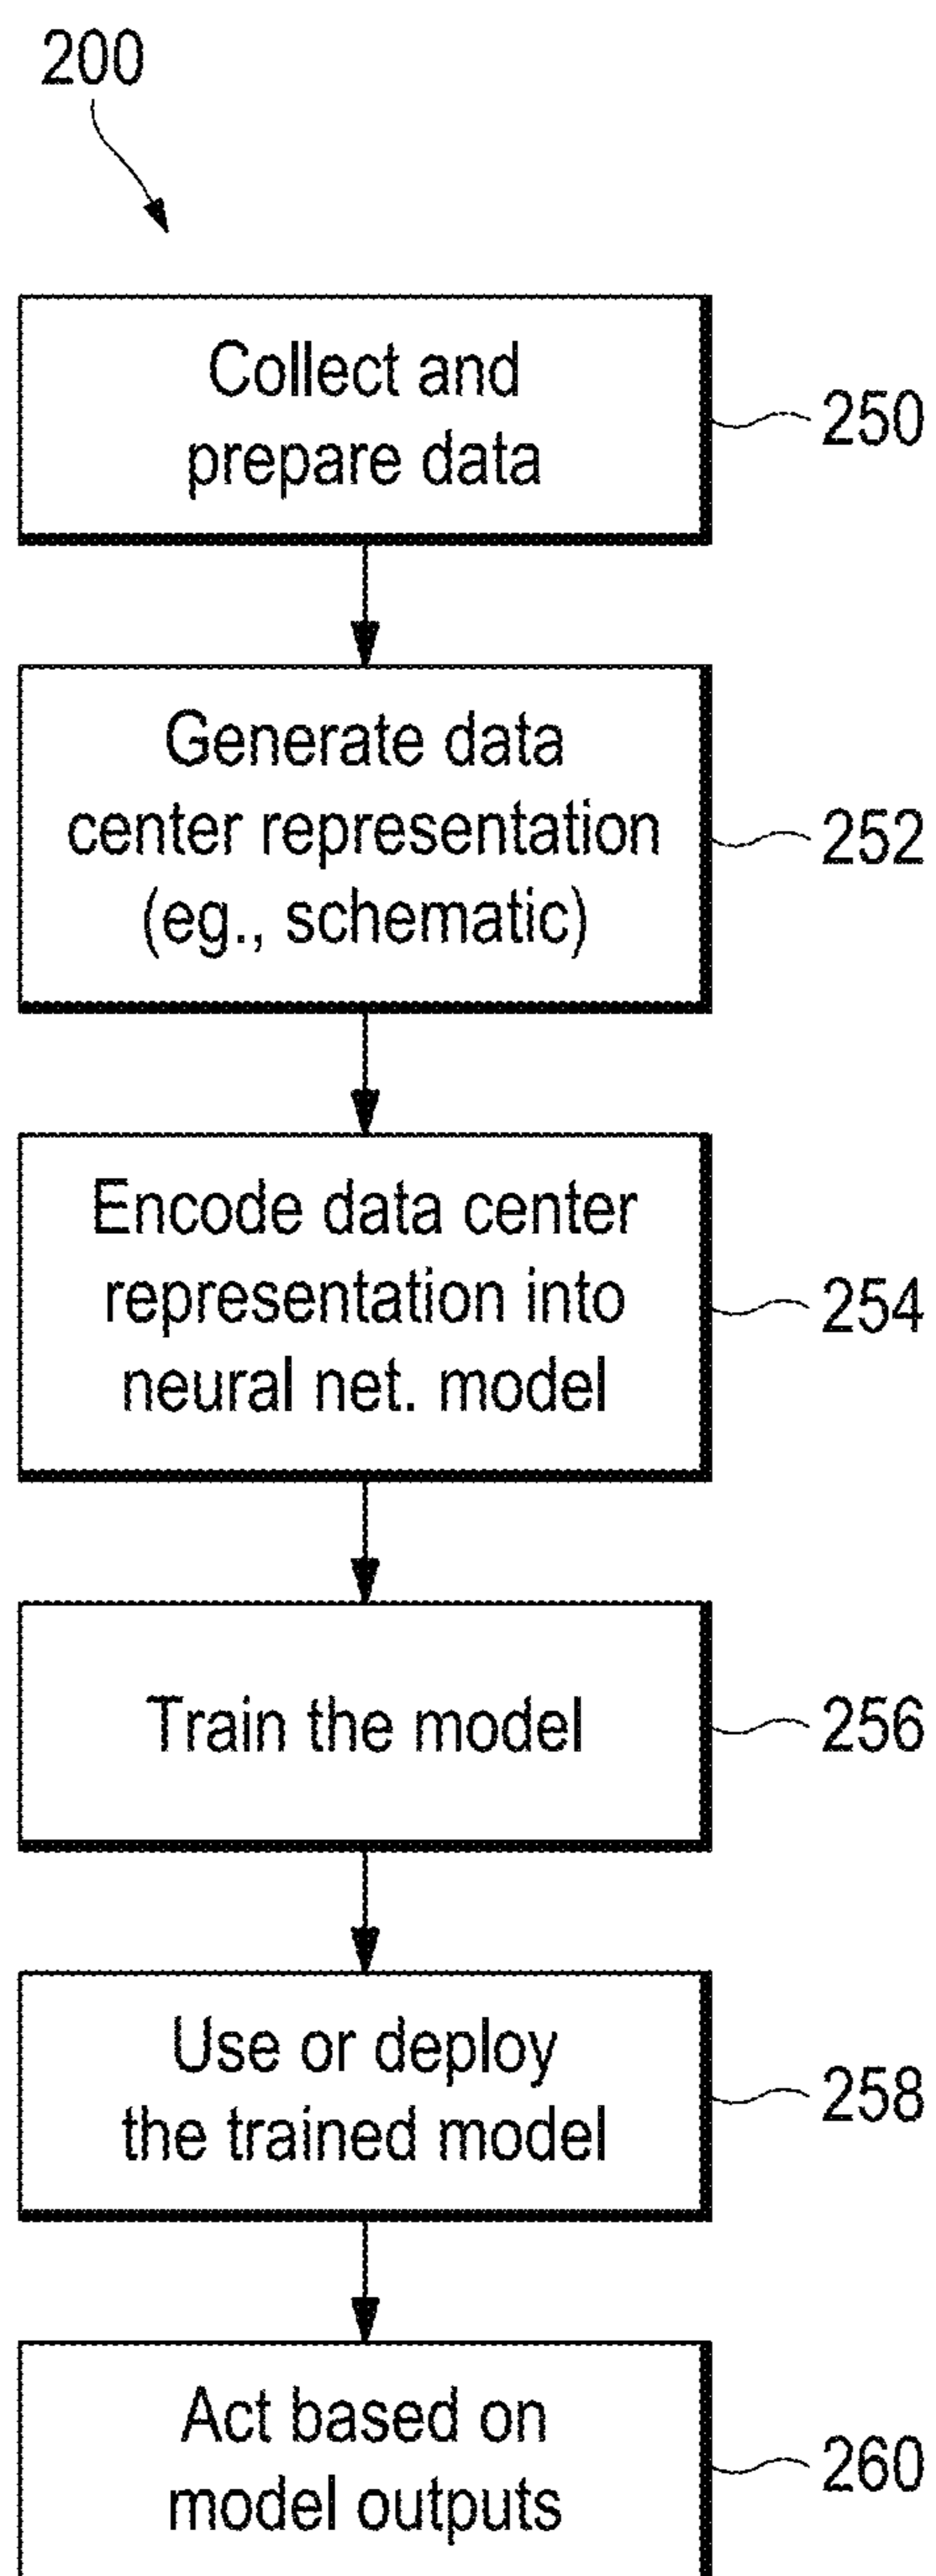 200
Collect and
prepare data
250
Generate data
center representation
(eg., schematic)
252
Encode data center
representation into
neural net. model
254
Train the model
256
Use or deploy
the trained model
258
Act based on
model outputs
260